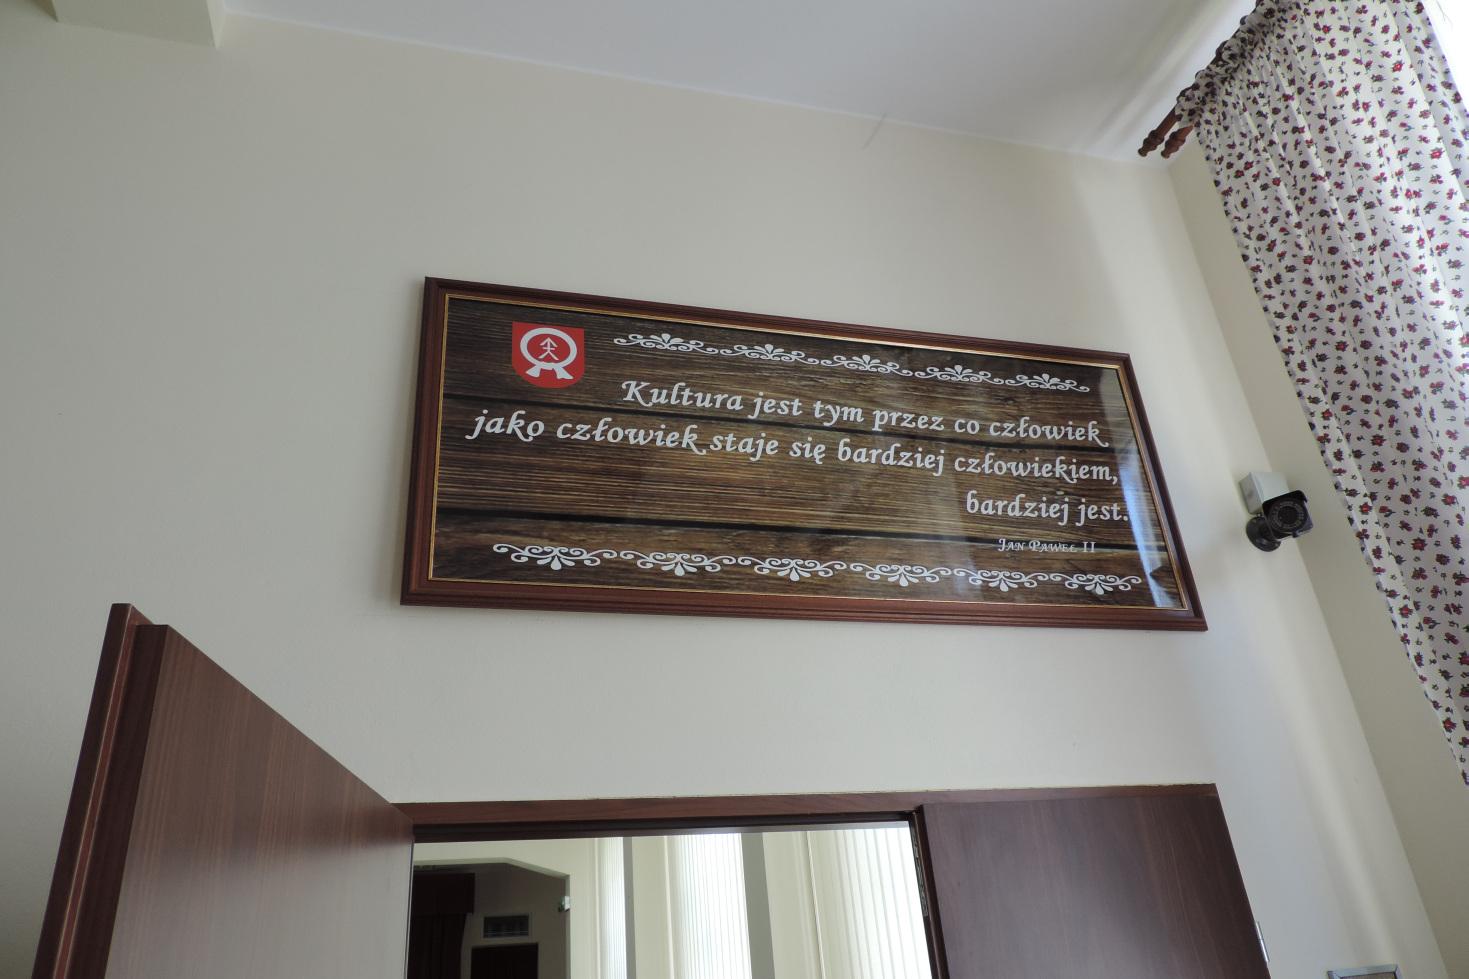 Kultura jest tym przez co człowiek
jako człowiek staje się bardziej człowiekiem,
bardziej jest.
Jan Paweł II